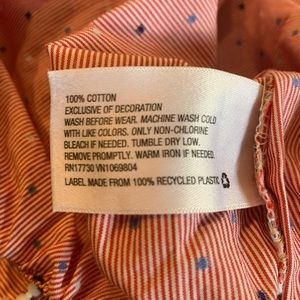 100% COTTON
EXCLUSIVE OF DECORATION
WASH BEFORE WEAR. MACHINE WASH COLD
WITH LIKE COLORS. ONLY NON-CHLORINE
BLEACH IF NEEDED. TUMBLE DRY LOW.
REMOVE PROMPTLY. WARM IRON IF NEEDED.
RN17730 VN1069804
LABEL MADE FROM 100% RECYCLED PLASTIC